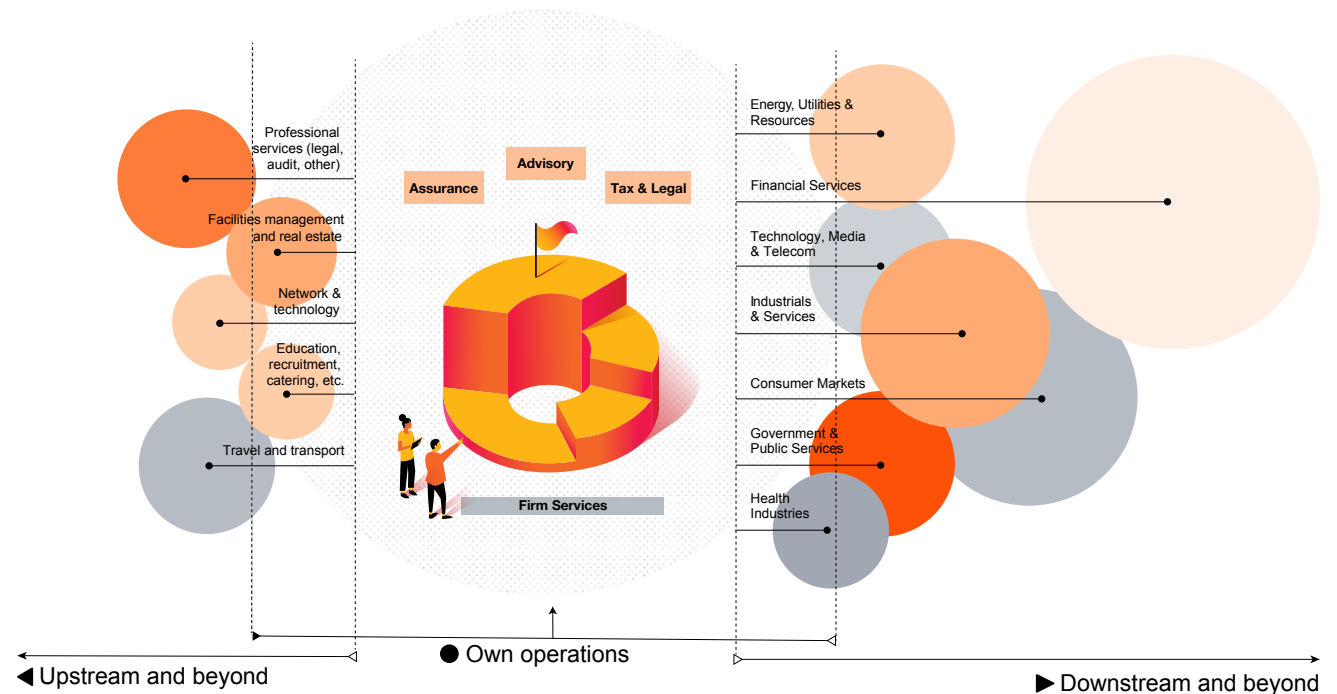 Professional
services (legal,
audit, other)
Facilities management
and real estate
Network &
technology
Education,
recruitment,
catering, etc.
Travel and transport
Assurance
Advisory
Tax & Legal
Firm Services
Energy, Utilities &
Resources
Financial Services
Technology, Media
& Telecom
Industrials
& Services
Consumer Markets
Government &
Public Services
Health
Industries
Upstream and beyond
Own operations
Downstream and beyond